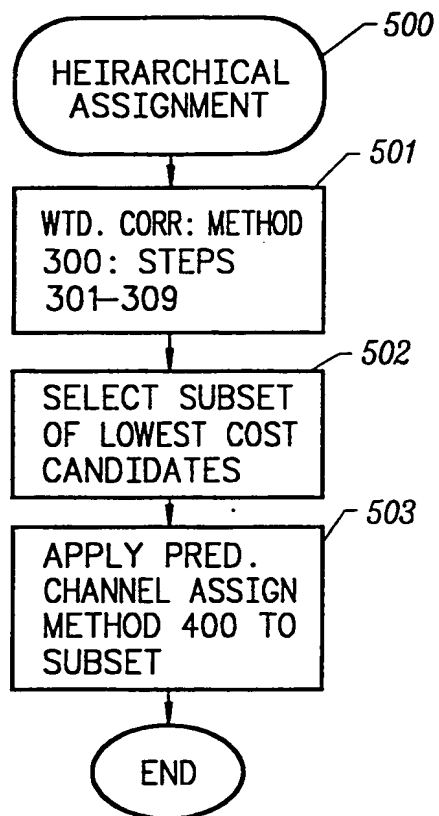 500
HEIRARCHICAL
ASSIGNMENT
501
WTD. CORR: METHOD
300: STEPS
301–309
502
SELECT SUBSET
OF LOWEST COST
CANDIDATES
503
APPLY PRED.
CHANNEL ASSIGN
METHOD 400 TO
SUBSET
END